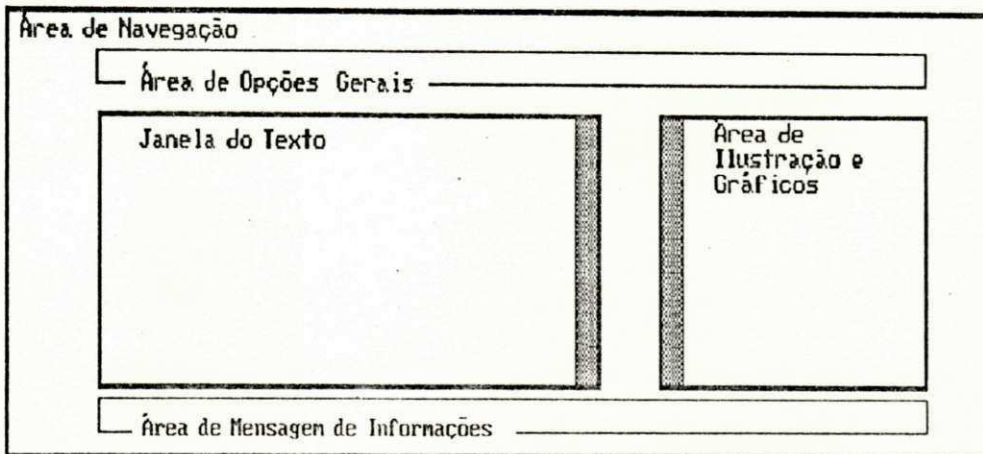 Área de Navegação
Área de Opções Gerais
Janela do Texto
Área de
Ilustração e
Gráficos
Área de Mensagem de Informações